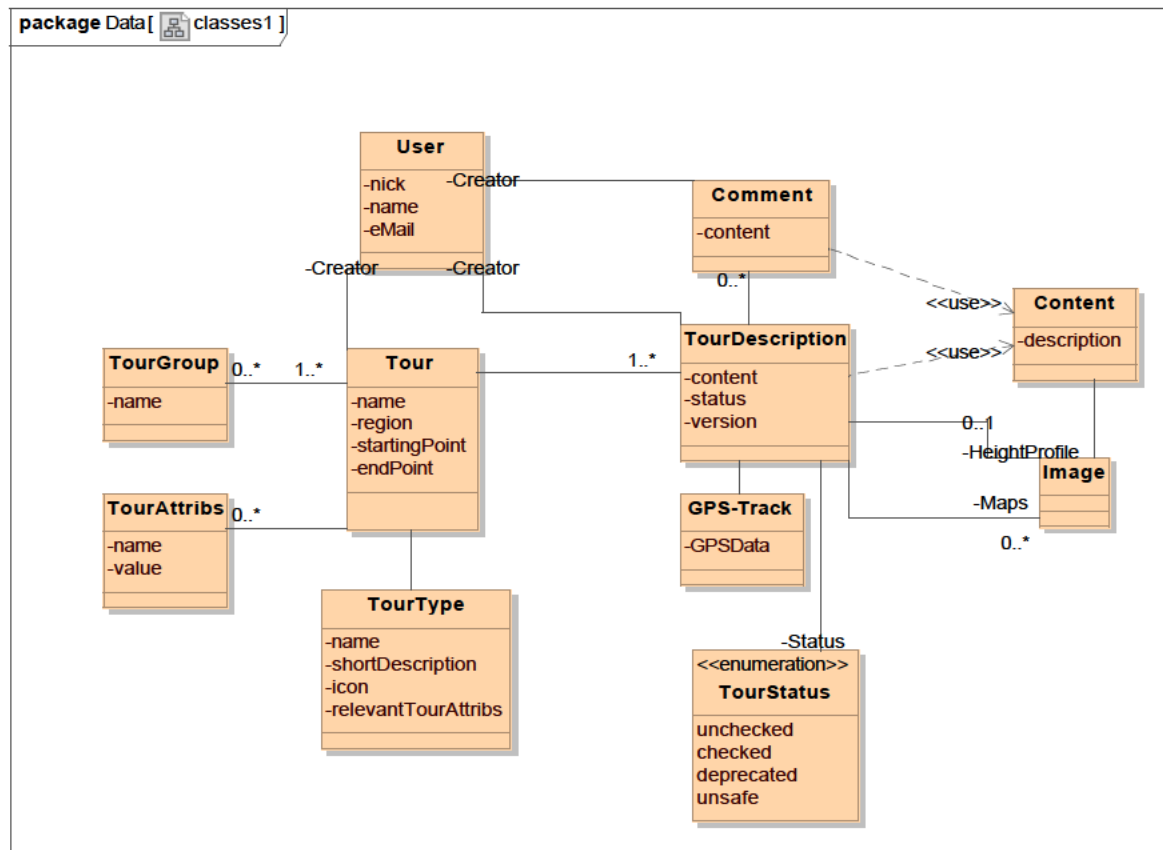 package Data [ classes1 ]
User
-nick
-name
-eMail
-Creator
-Creator
-Creator
Comment
-content
0..*
<<use>>
<<use>>
Content
-description
TourGroup
-name
0..*
1..*
Tour
-name
-region
-startingPoint
-endPoint
1..*
TourDescription
-content
-status
-version
0..1
-HeightProfile
Image
-Maps
0..*
TourAttribs
-name
-value
0..*
GPS-Track
-GPSData
TourType
-name
-shortDescription
-icon
-relevantTourAttribs
-Status
<<enumeration>>
TourStatus
unchecked
checked
deprecated
unsafe